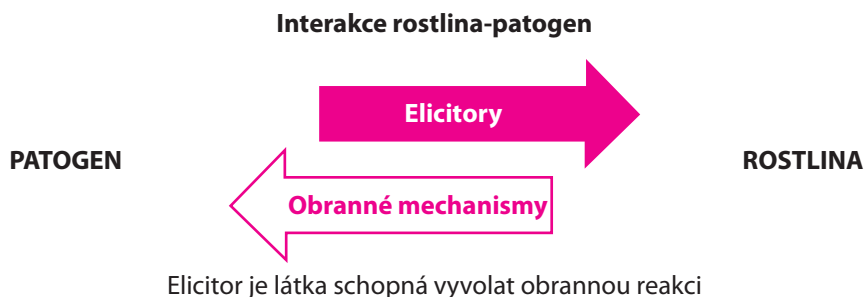 Interakce rostlina-patogen
Elicitory
PATOGEN
ROSTLINA
Obranné mechanismy
Elicitor je látka schopná vyvolat obrannou reakci